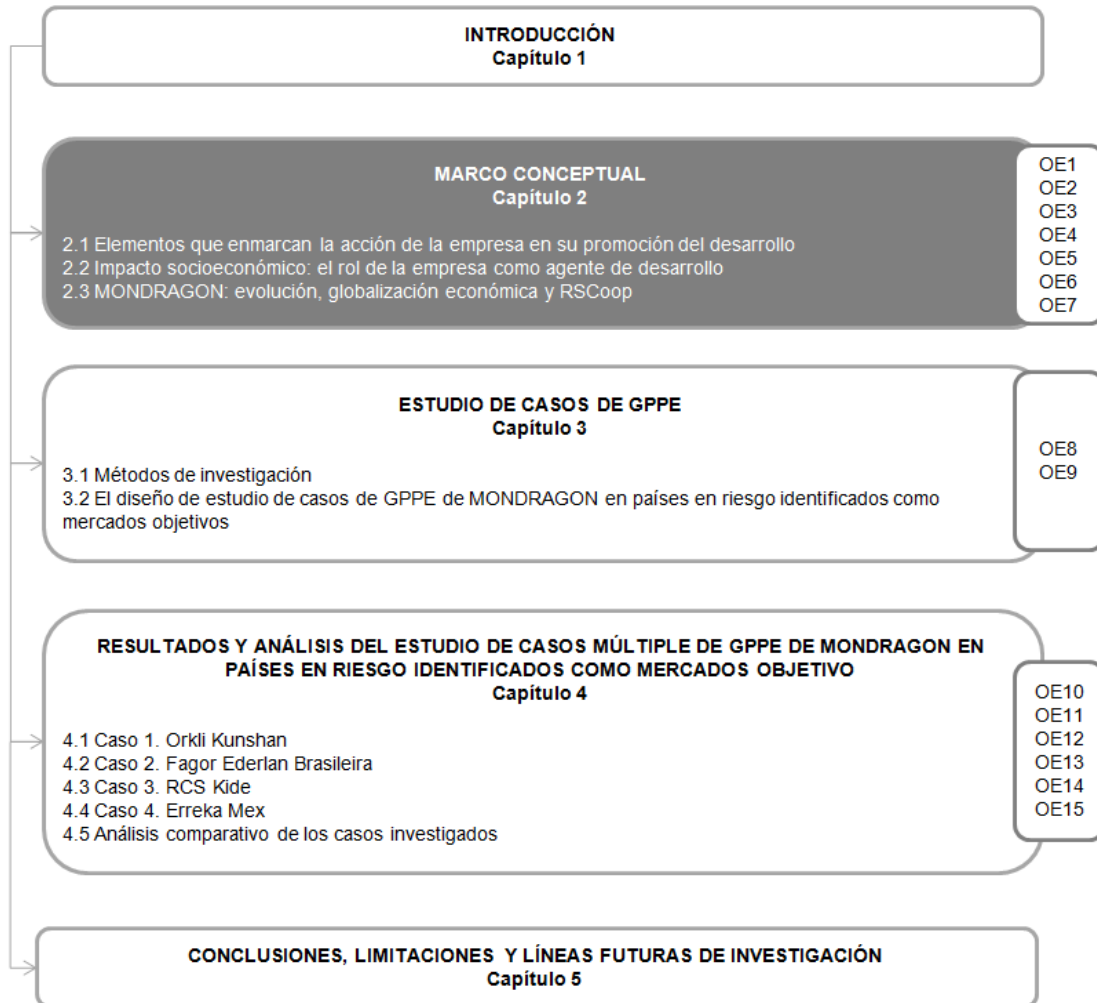 INTRODUCCIÓN
Capítulo 1
MARCO CONCEPTUAL
Capítulo 2
2.1 Elementos que enmarcan la acción de la empresa en su promoción del desarrollo
2.2 Impacto socioeconómico: el rol de la empresa como agente de desarrollo
2.3 MONDRAGON: evolución, globalización económica y RSCoop
OE1
OE2
OE3
OE4
OE5
OE6
OE7
ESTUDIO DE CASOS DE GPPE
Capítulo 3
3.1 Métodos de investigación
3.2 El diseño de estudio de casos de GPPE de MONDRAGON en países en riesgo identificados como
mercados objetivos
OE8
OE9
RESULTADOS Y ANÁLISIS DEL ESTUDIO DE CASOS MÚLTIPLE DE GPPE DE MONDRAGON EN
PAÍSES EN RIESGO IDENTIFICADOS COMO MERCADOS OBJETIVO
Capítulo 4
4.1 Caso 1. Orkli Kunshan
4.2 Caso 2. Fagor Ederlan Brasileira
4.3 Caso 3. RCS Kide
4.4 Caso 4. Erreka Mex
4.5 Análisis comparativo de los casos investigados
OE10
OE11
OE12
OE13
OE14
OE15
CONCLUSIONES, LIMITACIONES Y LÍNEAS FUTURAS DE INVESTIGACIÓN
Capítulo 5